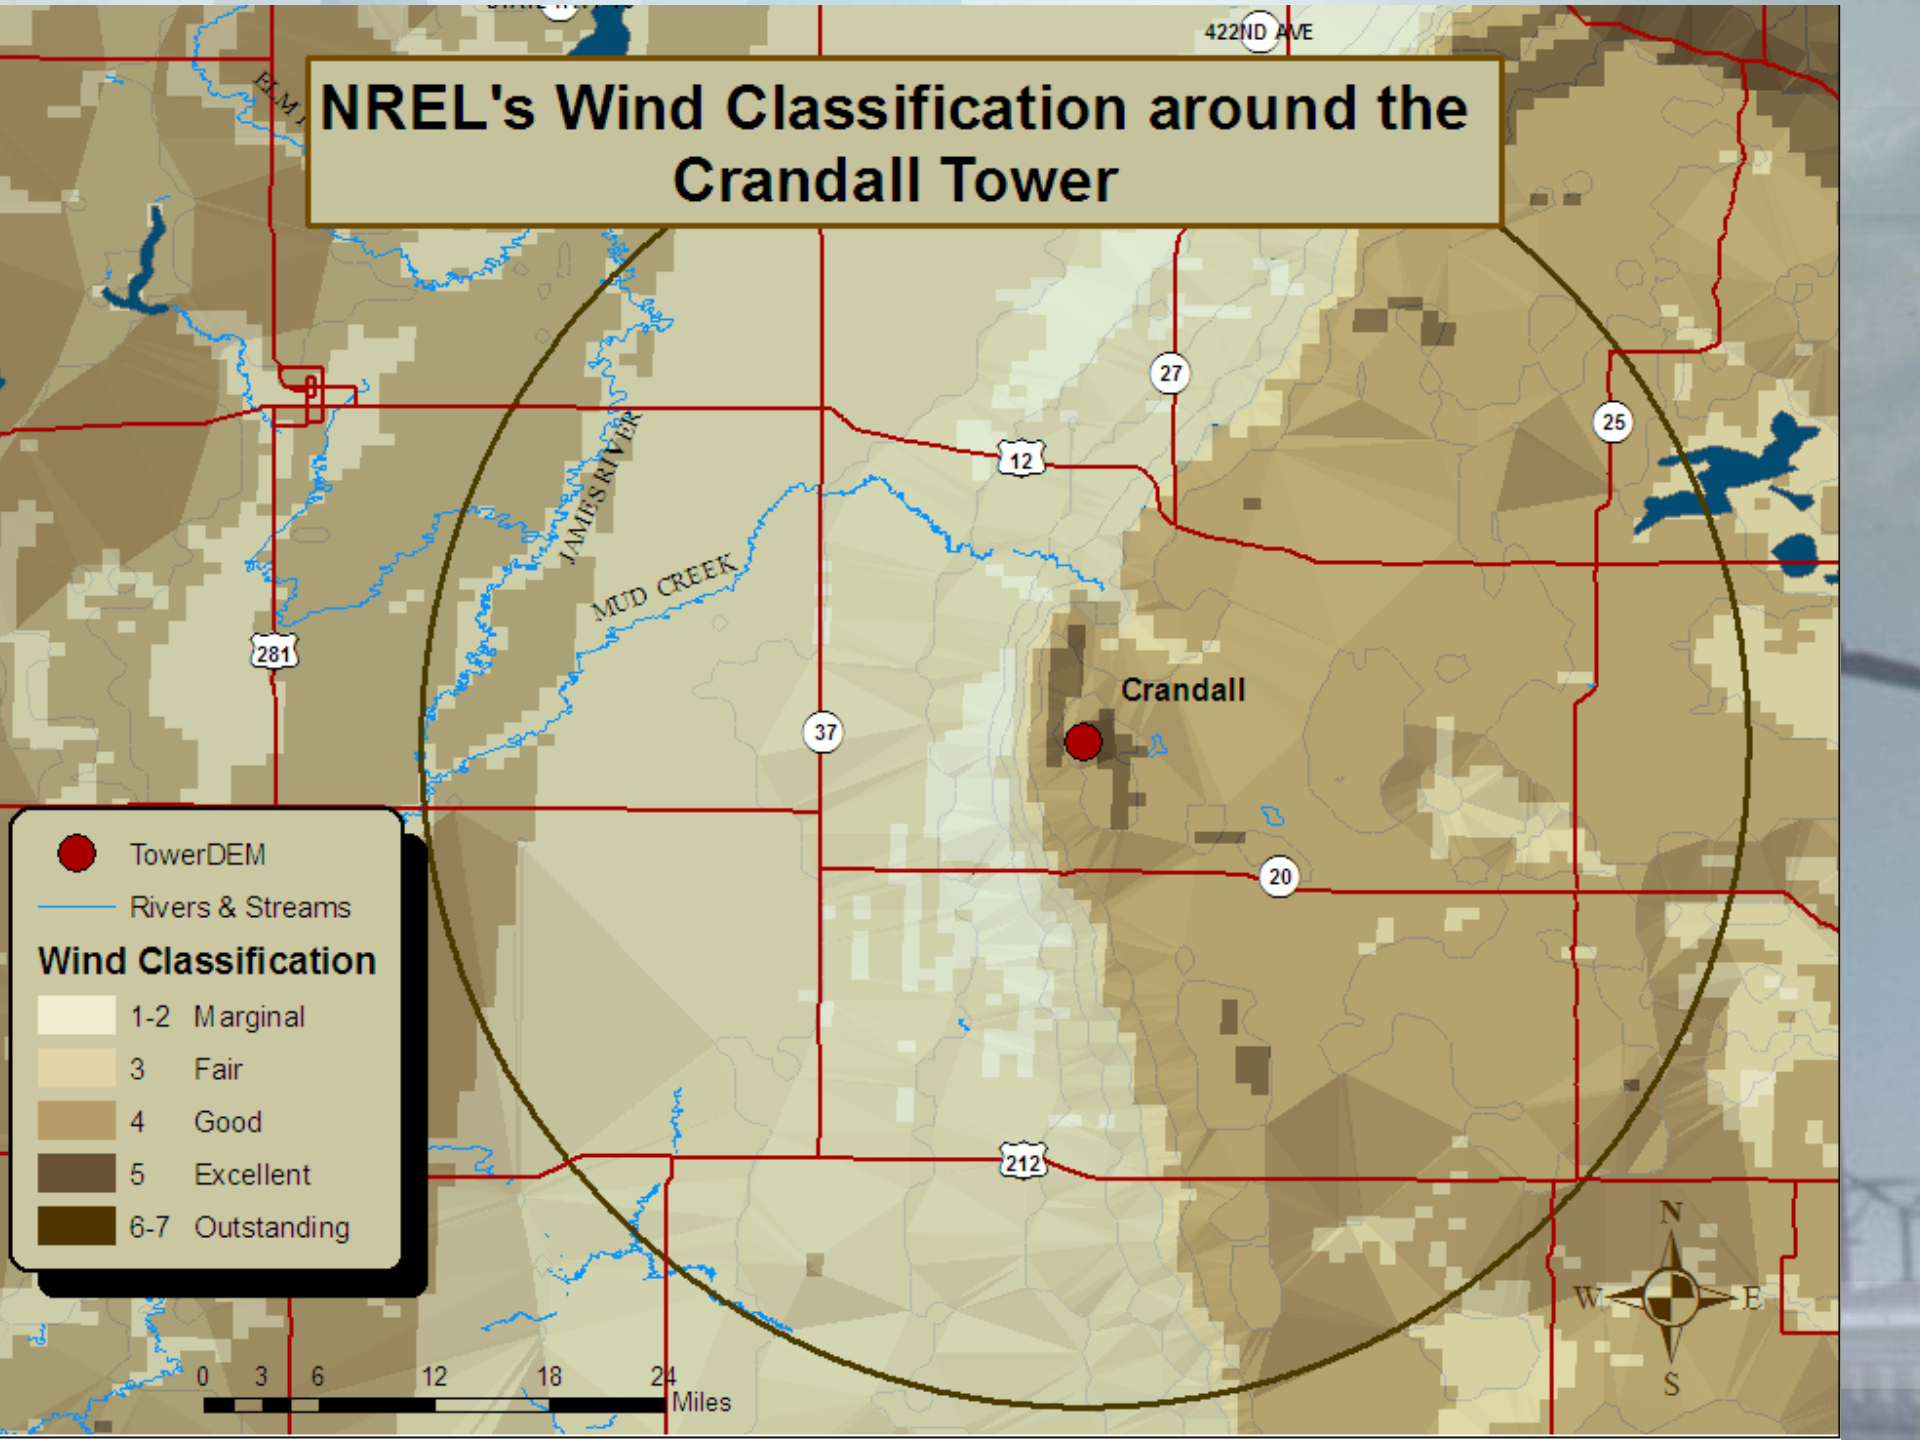 422ND AVE
NREL's Wind Classification around the
Crandall Tower
27
25
12
JAMES RIVER
MUD CREEK
281
Crandall
37
20
212
TowerDEM
Rivers & Streams
Wind Classification
1-2 Marginal
3 Fair
4 Good
5 Excellent
6-7 Outstanding
N
W E
S
0 3 6 12 18 24
Miles